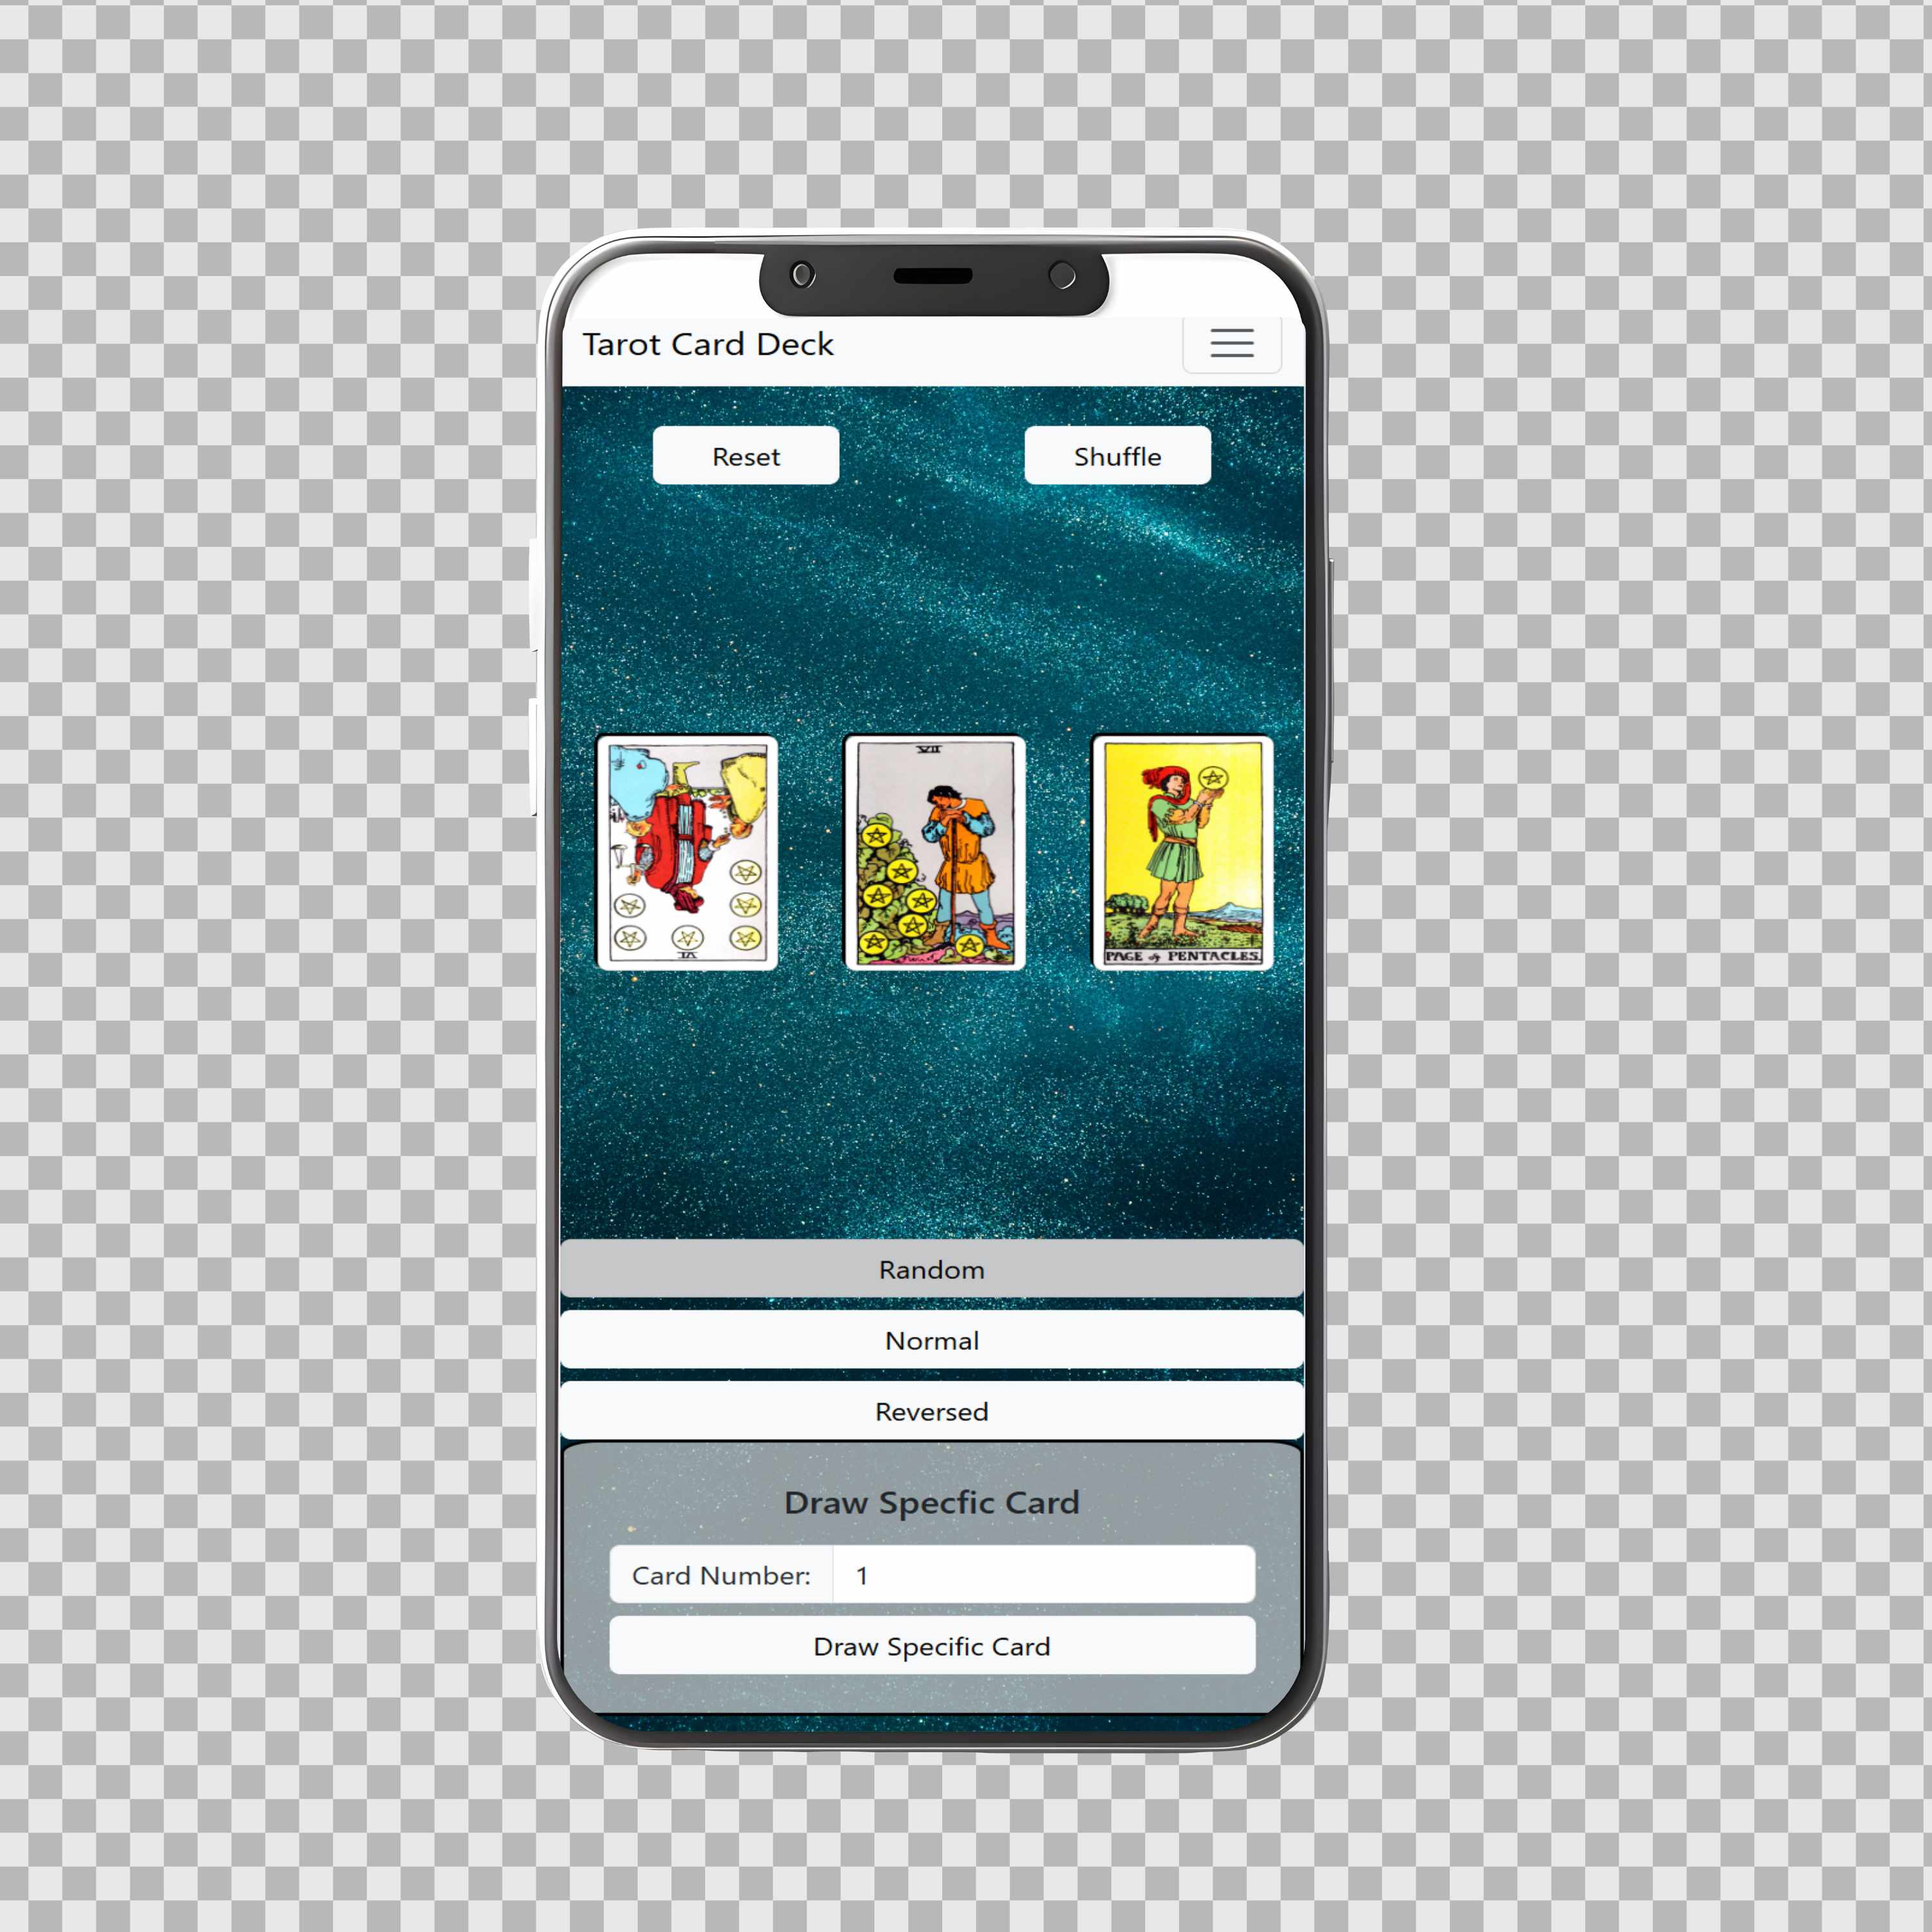 Tarot Card Deck
Reset
Shuffle
VI
VII
PAGE of PENTACLES.
Random
Normal
Reversed
Draw Specfic Card
Card Number: 1
Draw Specific Card